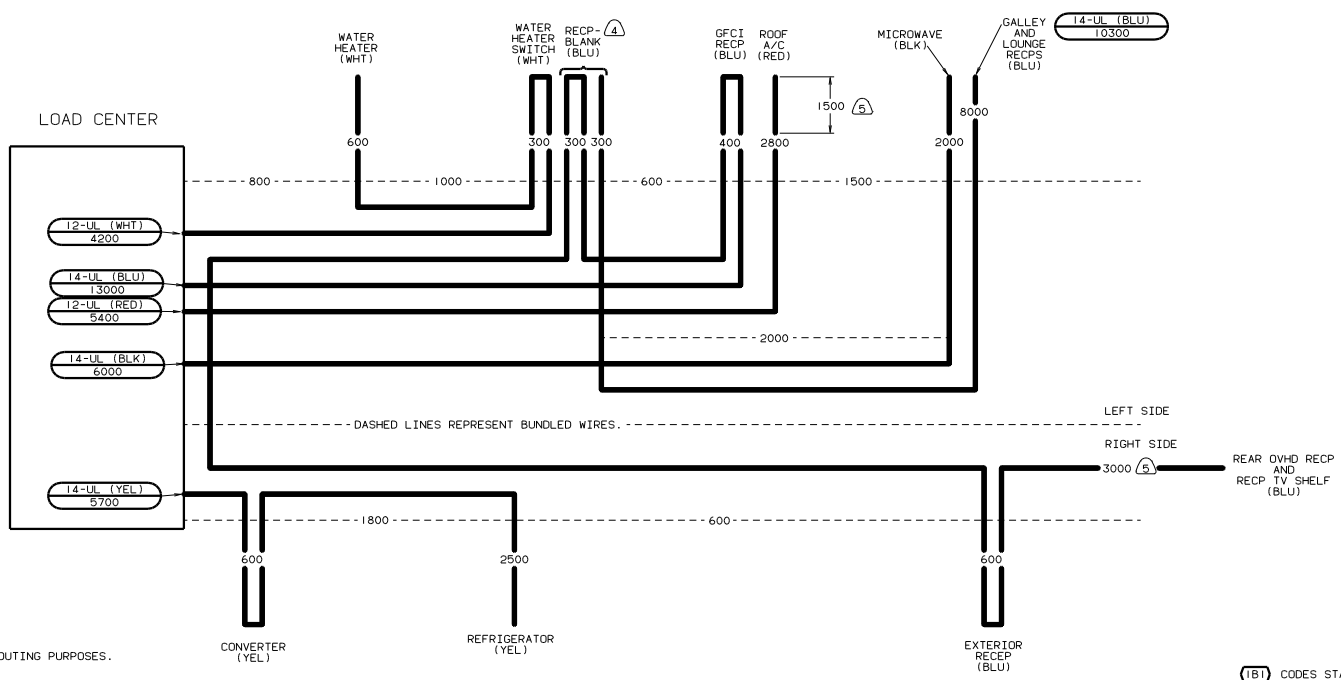 WATER
HEATER
(WHT)
WATER
HEATER
SWITCH
(WHT)
RECP-
BLANK
(BLU)
4
GFCI
RECP
(BLU)
ROOF
A/C
(RED)
MICROWAVE
(BLK)
GALLEY
AND
LOUNGE
RECPS
(BLU)
14-UL (BLU)
10300
1500
5
8000
600
300
300
300
400
2800
2000
LOAD CENTER
800
1000
600
1500
12-UL (WHT)
4200
14-UL (BLU)
13000
12-UL (RED)
5400
2000
14-UL (BLK)
6000
LEFT SIDE
DASHED LINES REPRESENT BUNDLED WIRES.
RIGHT SIDE
3000
5
REAR OVHD RECP
AND
RECP TV SHELF
(BLU)
14-UL (YEL)
5700
1800
600
600
2500
600
CONVERTER
(YEL)
REFRIGERATOR
(YEL)
EXTERIOR
RECEP
(BLU)
OUTING PURPOSES.
1B1 CODES STA